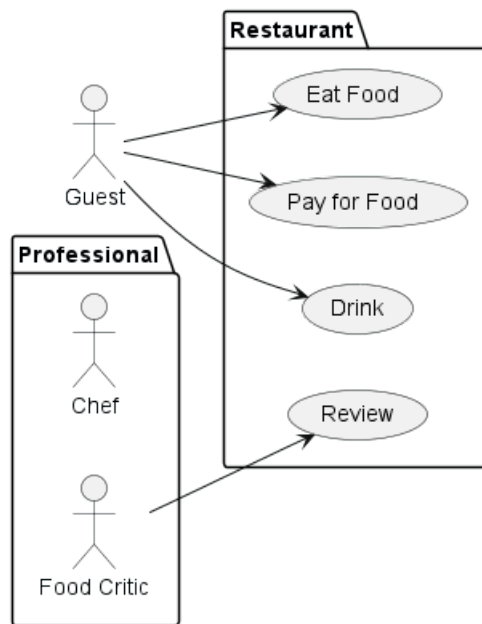 Restaurant
Eat Food
Guest
Pay for Food
Professional
Drink
Chef
Review
Food Critic